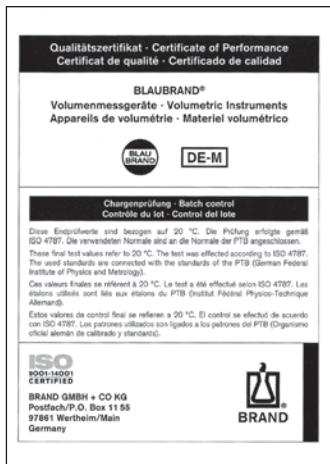 Qualitätszertifikat · Certificate of Performance
Certificat de qualité · Certificado de calidad
BLAUBRAND®
Volumenmessgeräte · Volumetric Instruments
Appareils de volumétrie · Materiel volumétrico
BLAU
BRAND
DE-M
Chargenprüfung · Batch control
Contrôle du lot · Control del lote
Diese Endprüfwerte sind bezogen auf 20 °C. Die Prüfung erfolgte gemäß
ISO 4787. Die verwendeten Normale sind an die Normale der PTB angeschlossen.
These final test values refer to 20 °C. The test was effected according to ISO 4787.
The used standards are connected with the standards of the PTB (German Federal
Institute of Physics and Metrology).
Ces valeurs finales se réfèrent à 20 °C. Le test a été effectué selon ISO 4787. Les
étalons utilisés sont liés aux étalons du PTB (Institut Fédéral Physico-Technique
Allemand).
Estos valores de control final se refieren a 20 °C. El control se efectuó de acuerdo
con ISO 4787. Los patrones utilizados son ligados a los patrones del PTB (Organismo
oficial alemán de calibrado y standards).
ISO
9001·14001
CERTIFIED
BRAND GMBH + CO KG
Postfach/P.O. Box 11 55
97861 Wertheim/Main
Germany
BRAND